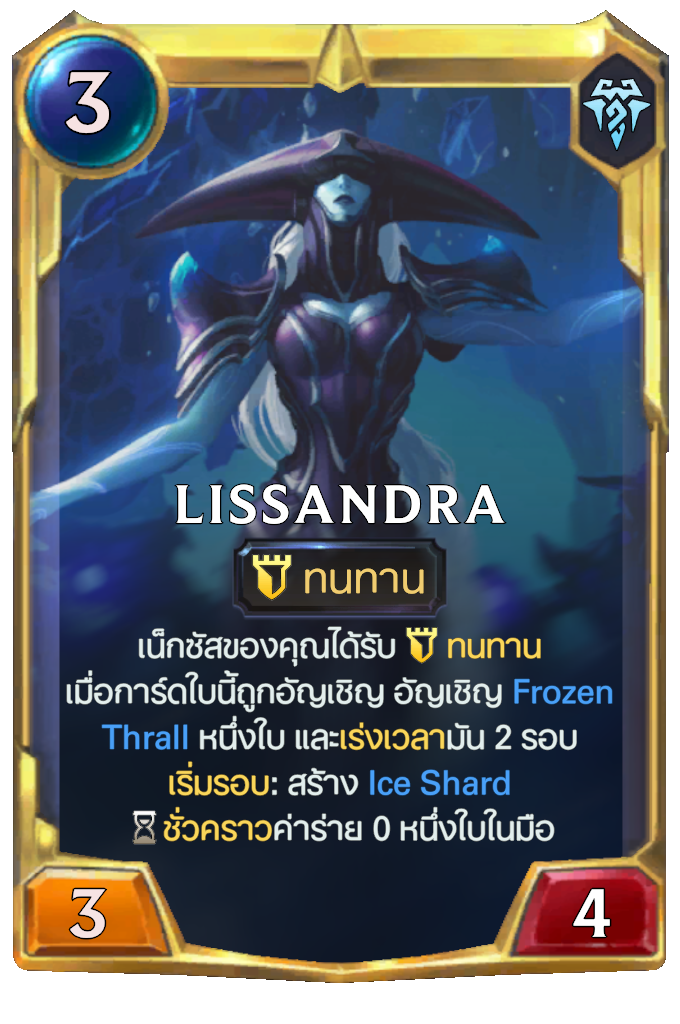 3
LISSANDRA
ทนทาน
เน็กซัสของคุณได้รับ ทนทาน
เมื่อการ์ดใบนี้ถูกอัญเชิญ อัญเชิญ Frozen
Thrall หนึ่งใบ และเร่งเวลามัน 2 รอบ
เริ่มรอบ: สร้าง Ice Shard
ชั่วคราวค่าร่าย 0 หนึ่งใบในมือ
3
4